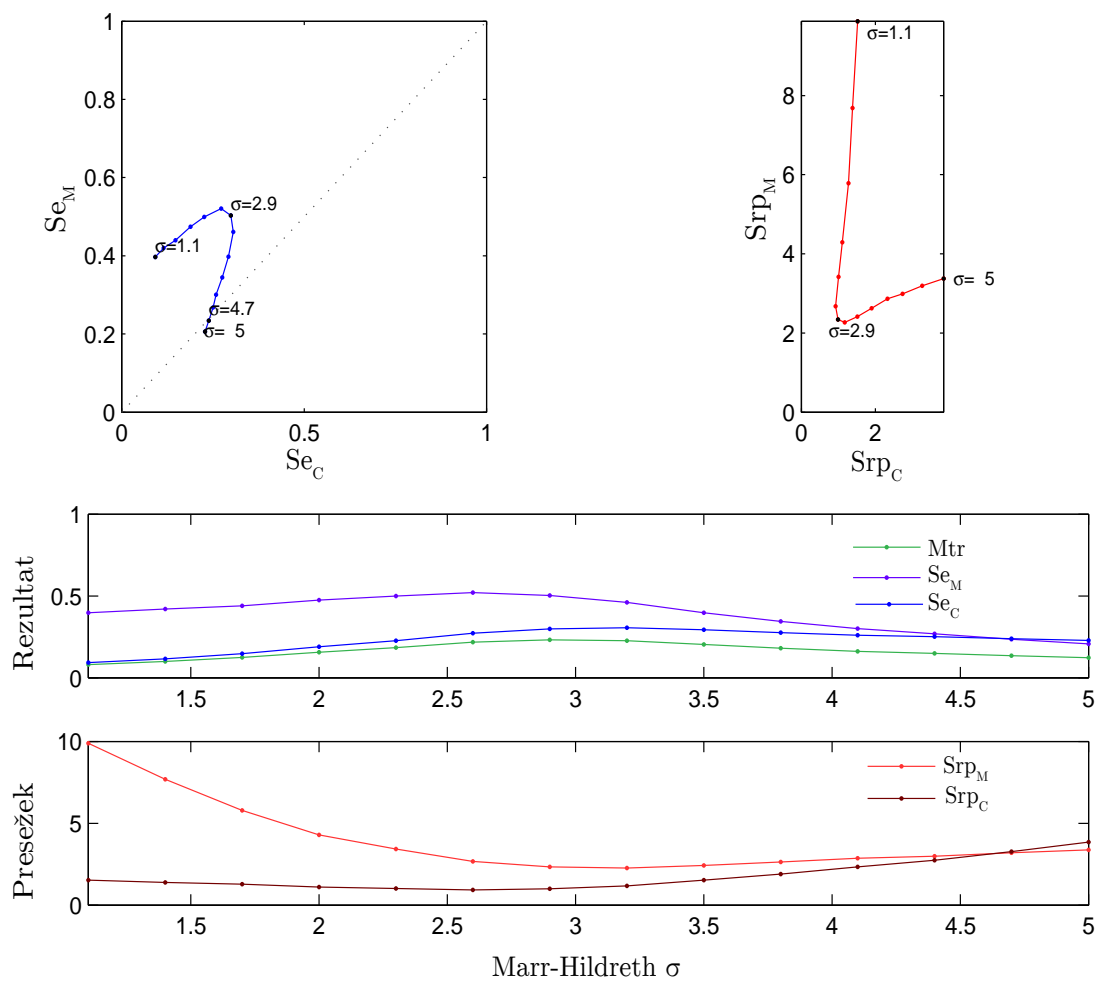 1
0.8
0.6
0.4
0.2
0
0
0.5
1
Se_M
Se_C
σ=1.1
σ=2.9
σ=4.7
σ= 5
8
6
4
2
0
0
2
Srp_M
Srp_C
σ=1.1
σ=2.9
σ= 5
1
0.5
0
Rezultat
Mtr
Se_M
Se_C
1.5
2
2.5
3
3.5
4
4.5
5
10
5
0
Presežek
Srp_M
Srp_C
1.5
2
2.5
3
3.5
4
4.5
5
Marr-Hildreth σ